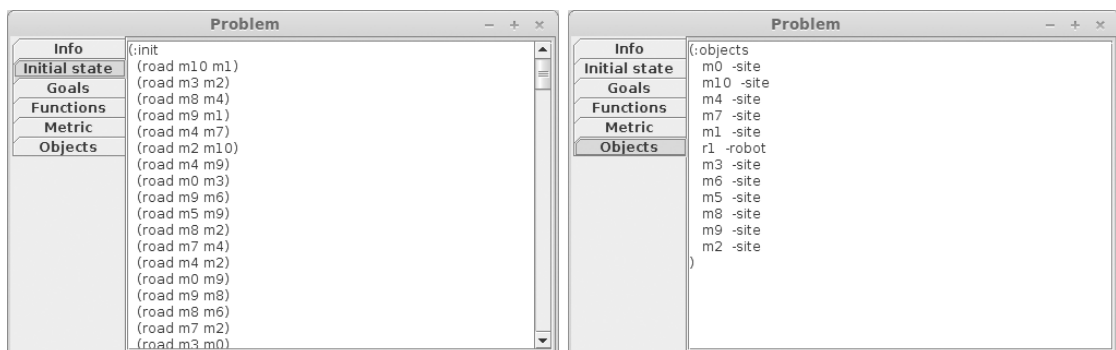 Problem
Info
Initial state
Goals
Functions
Metric
Objects
(:init
(road m10 m1)
(road m3 m2)
(road m8 m4)
(road m9 m1)
(road m4 m7)
(road m2 m10)
(road m4 m9)
(road m0 m3)
(road m9 m6)
(road m5 m9)
(road m8 m2)
(road m7 m4)
(road m4 m2)
(road m0 m9)
(road m9 m8)
(road m8 m6)
(road m7 m2)
(road m3 m0)
Problem
Info
Initial state
Goals
Functions
Metric
Objects
(:objects
m0 -site
m10 -site
m4 -site
m7 -site
m1 -site
r1 -robot
m3 -site
m6 -site
m5 -site
m8 -site
m9 -site
m2 -site
)